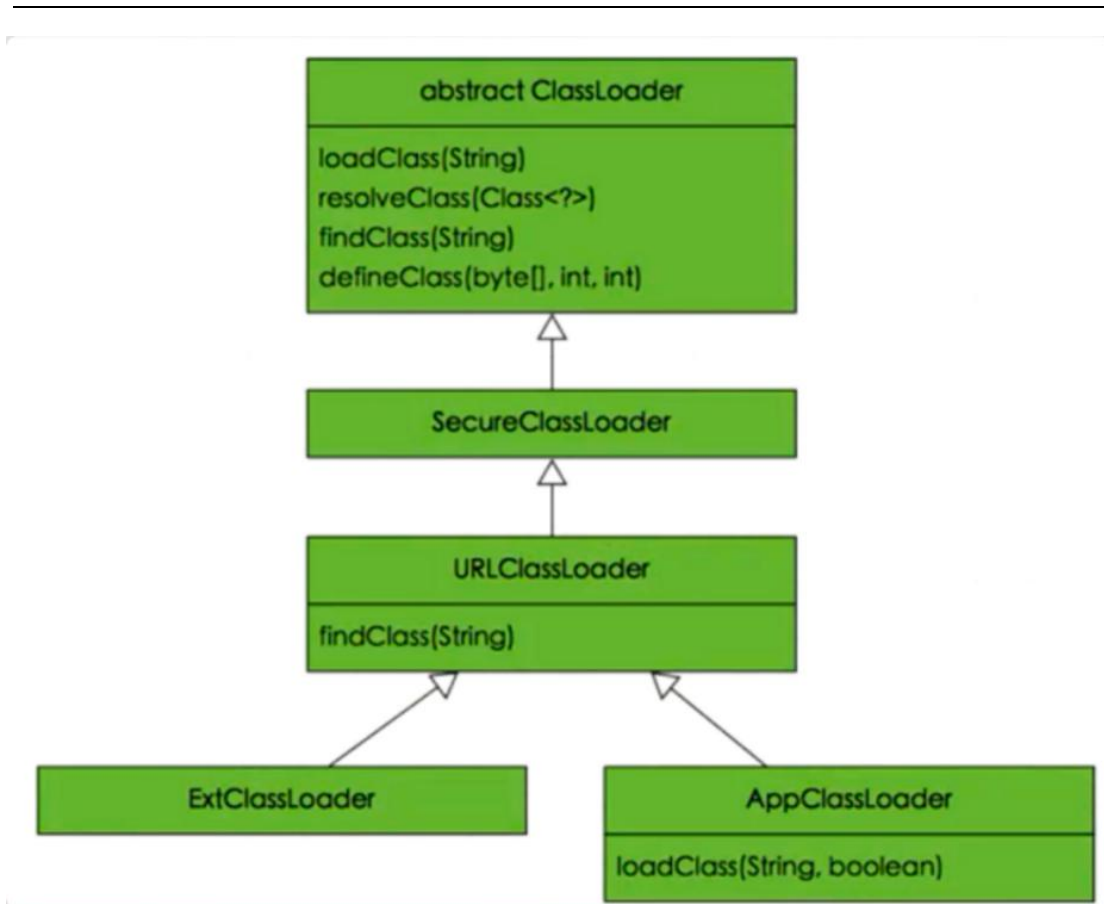 abstract ClassLoader
loadClass(String)
resolveClass(Class<?>)
findClass(String)
defineClass(byte[], int, int)
SecureClassLoader
URLClassLoader
findClass(String)
ExtClassLoader
AppClassLoader
loadClass(String, boolean)